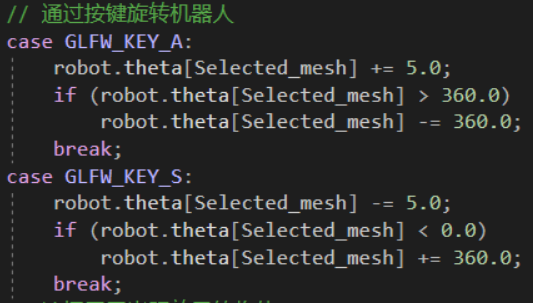 // 通过按键旋转机器人
case GLFW_KEY_A:
robot.theta[Selected_mesh] += 5.0;
if (robot.theta[Selected_mesh] > 360.0)
robot.theta[Selected_mesh] -= 360.0;
break;
case GLFW_KEY_S:
robot.theta[Selected_mesh] -= 5.0;
if (robot.theta[Selected_mesh] < 0.0)
robot.theta[Selected_mesh] += 360.0;
break;